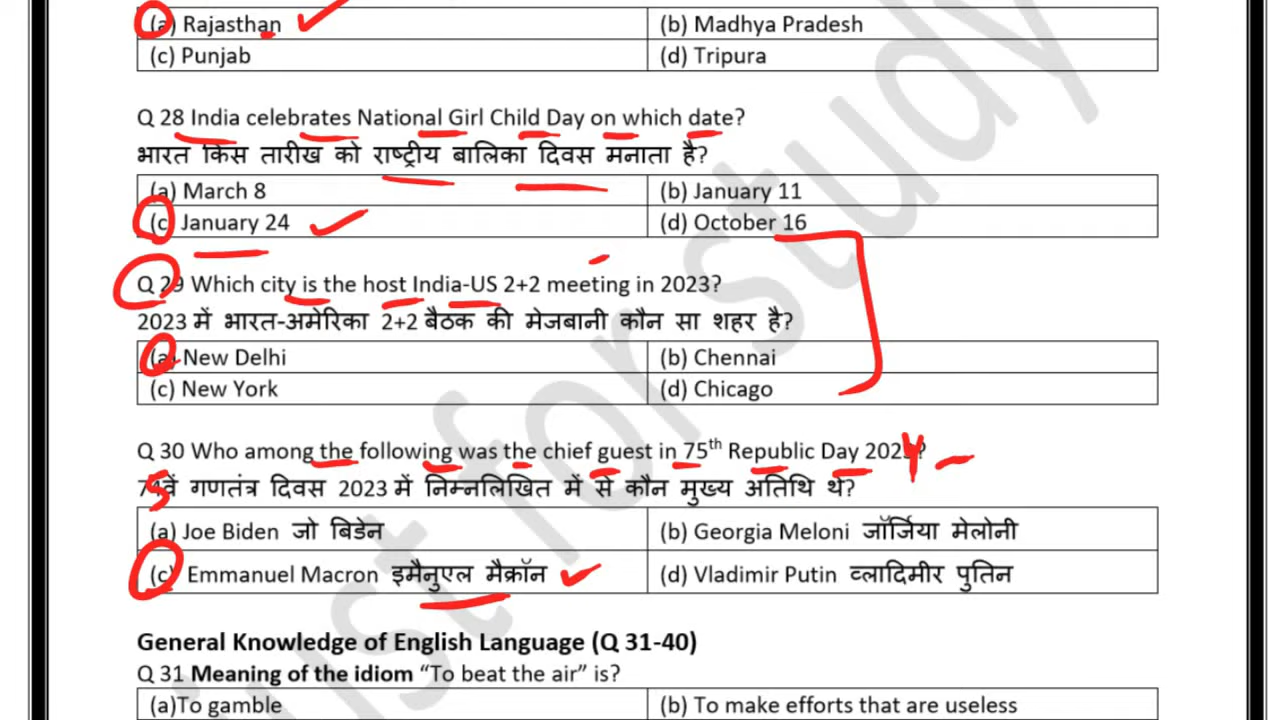 (a) Rajasthan (b) Madhya Pradesh
(c) Punjab (d) Tripura
Q 28 India celebrates National Girl Child Day on which date?
भारत किस तारीख को राष्ट्रीय बालिका दिवस मनाता है?
(a) March 8 (b) January 11
(c) January 24 (d) October 16
Q 29 Which city is the host India-US 2+2 meeting in 2023?
2023 में भारत-अमेरिका 2+2 बैठक की मेजबानी कौन सा शहर है?
(a) New Delhi (b) Chennai
(c) New York (d) Chicago
Q 30 Who among the following was the chief guest in 75th Republic Day 2024?
75वें गणतंत्र दिवस 2023 में निम्नलिखित में से कौन मुख्य अतिथि थे?
(a) Joe Biden जो बिडेन (b) Georgia Meloni जॉर्जिया मेलोनी
(c) Emmanuel Macron इमैनुएल मैक्रॉन (d) Vladimir Putin व्लादिमीर पुतिन
General Knowledge of English Language (Q 31-40)
Q 31 Meaning of the idiom “To beat the air” is?
(a)To gamble (b) To make efforts that are useless
just for study